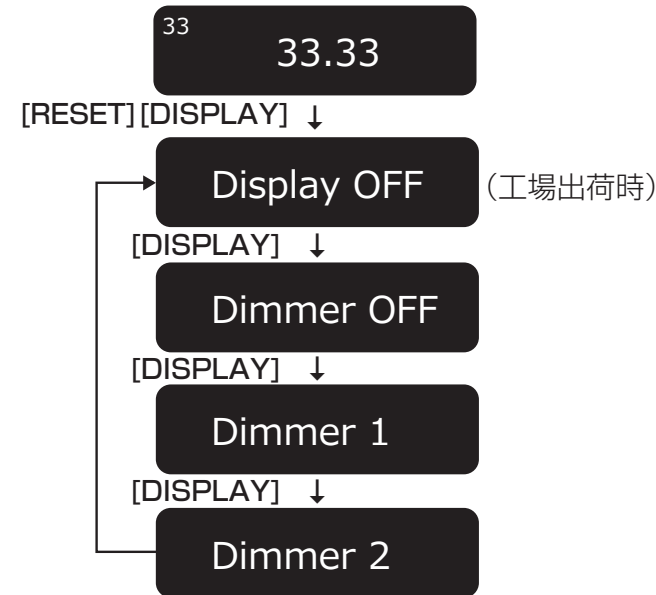 33
33.33
[RESET][DISPLAY] ↓
Display OFF （工場出荷時）
[DISPLAY] ↓
Dimmer OFF
[DISPLAY] ↓
Dimmer 1
[DISPLAY] ↓
Dimmer 2